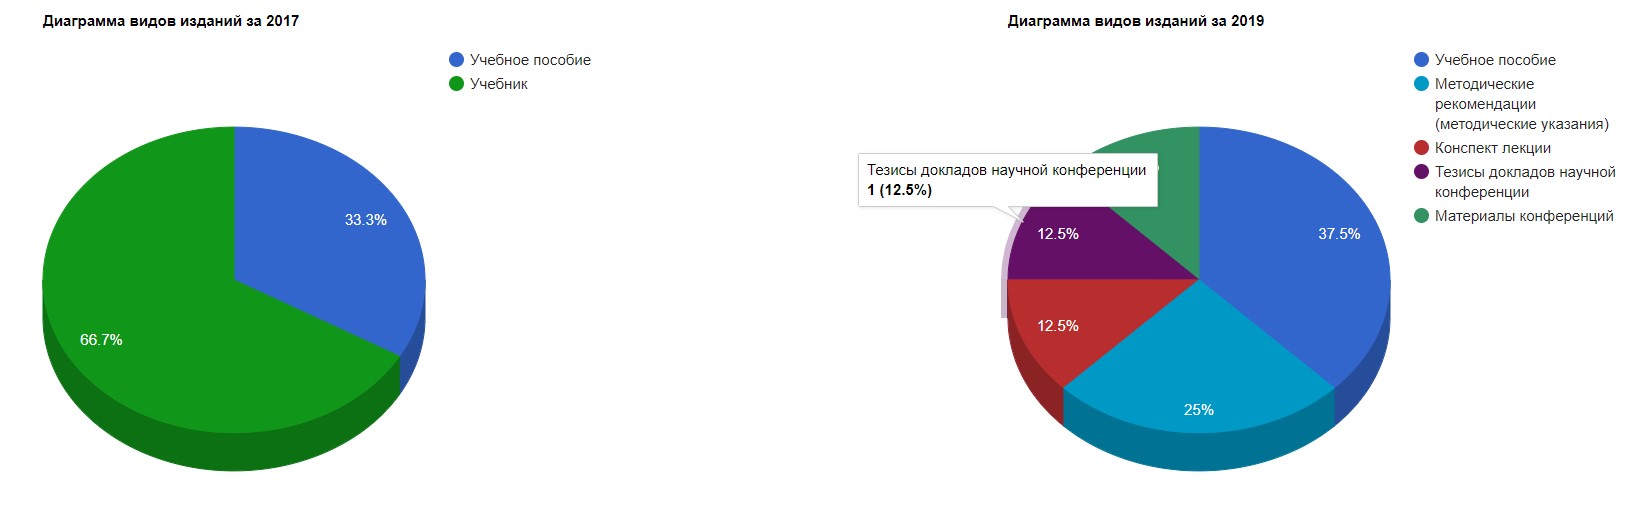 Диаграмма видов изданий за 2017
Учебное пособие
Учебник
33.3%
66.7%
Диаграмма видов изданий за 2019
Учебное пособие
Методические
рекомендации
(методические указания)
Конспект лекции
Тезисы докладов научной
конференции
Материалы конференций
Тезисы докладов научной конференции
1 (12.5%)
12.5%
37.5%
12.5%
25%